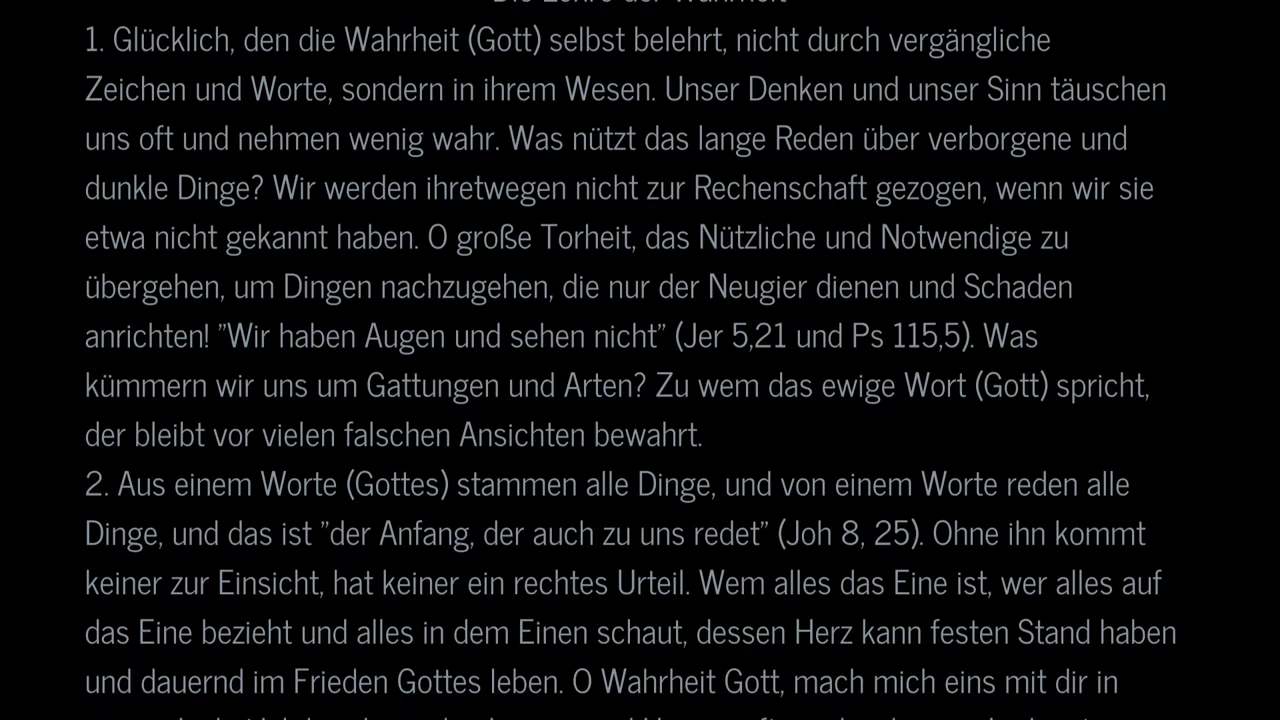 Die Lehre der Wahrheit
1. Glücklich, den die Wahrheit (Gott) selbst belehrt, nicht durch vergängliche
Zeichen und Worte, sondern in ihrem Wesen. Unser Denken und unser Sinn täuschen
uns oft und nehmen wenig wahr. Was nützt das lange Reden über verborgene und
dunkle Dinge? Wir werden ihretwegen nicht zur Rechenschaft gezogen, wenn wir sie
etwa nicht gekannt haben. O große Torheit, das Nützliche und Notwendige zu
übergehen, um Dingen nachzugehen, die nur der Neugier dienen und Schaden
anrichten! "Wir haben Augen und sehen nicht" (Jer 5,21 und Ps 115,5). Was
kümmern wir uns um Gattungen und Arten? Zu wem das ewige Wort (Gott) spricht,
der bleibt vor vielen falschen Ansichten bewahrt.
2. Aus einem Worte (Gottes) stammen alle Dinge, und von einem Worte reden alle
Dinge, und das ist "der Anfang, der auch zu uns redet" (Joh 8, 25). Ohne ihn kommt
keiner zur Einsicht, hat keiner ein rechtes Urteil. Wem alles das Eine ist, wer alles auf
das Eine bezieht und alles in dem Einen schaut, dessen Herz kann festen Stand haben
und dauernd im Frieden Gottes leben. O Wahrheit Gott, mach mich eins mit dir in